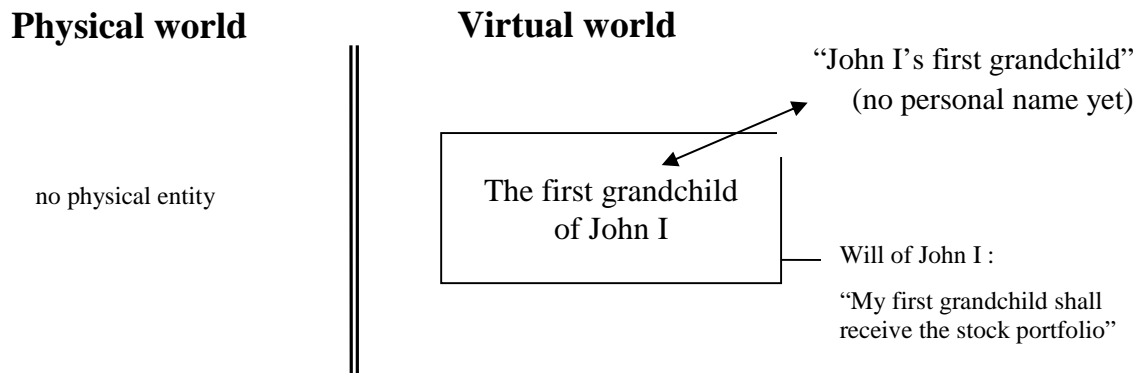 Physical world
Virtual world
“John I’s first grandchild”
(no personal name yet)
no physical entity
The first grandchild
of John I
Will of John I :
“My first grandchild shall
receive the stock portfolio”